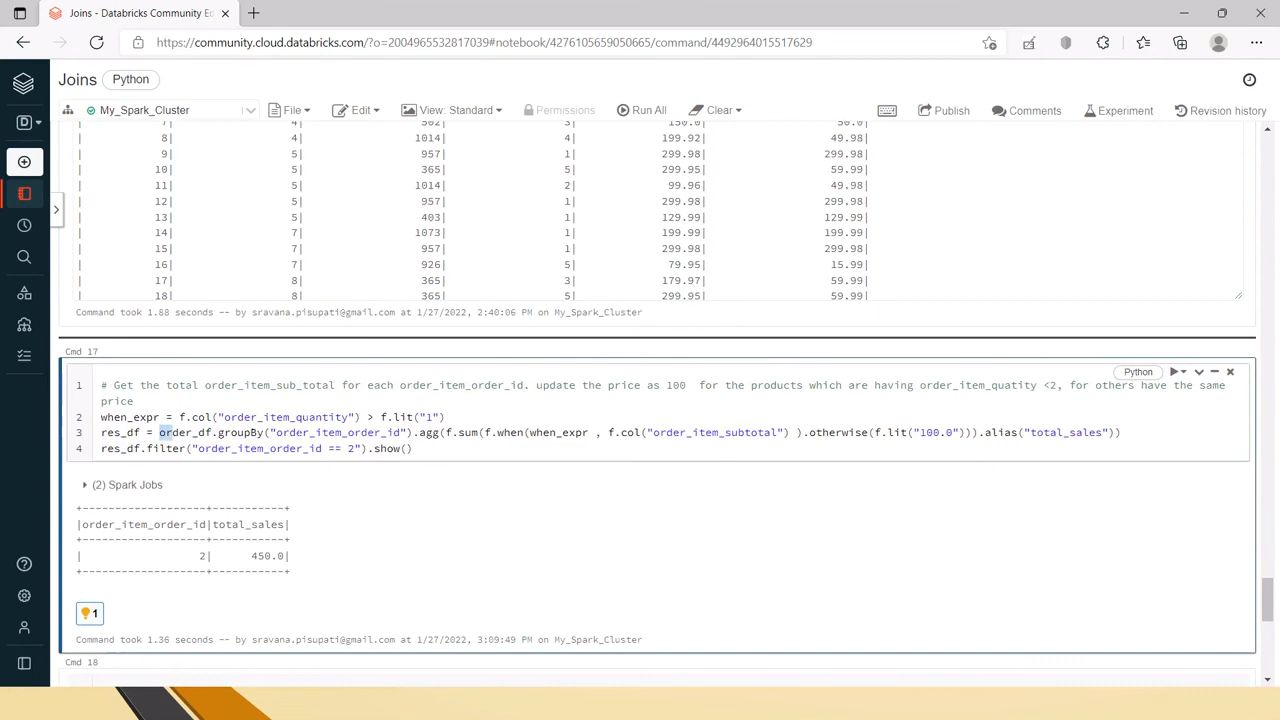 Joins - Databricks Community Ed
https://community.cloud.databricks.com/?o=2004965532817039#notebook/4276105659050665/command/4492964015517629
Joins Python
My_Spark_Cluster File Edit View: Standard Permissions Run All Clear Publish Comments Experiment Revision history
| 7| 4| 502| 3| 150.0| 50.0|
| 8| 4| 1014| 4| 199.92| 49.98|
| 9| 5| 957| 1| 299.98| 299.98|
| 10| 5| 365| 5| 299.95| 59.99|
| 11| 5| 1014| 2| 99.96| 49.98|
| 12| 5| 957| 1| 299.98| 299.98|
| 13| 5| 403| 1| 129.99| 129.99|
| 14| 7| 1073| 1| 199.99| 199.99|
| 15| 7| 957| 1| 299.98| 299.98|
| 16| 7| 926| 5| 79.95| 15.99|
| 17| 8| 365| 3| 179.97| 59.99|
| 18| 8| 365| 5| 299.95| 59.99|
Command took 1.88 seconds -- by sravana.pisupati@gmail.com at 1/27/2022, 2:40:06 PM on My_Spark_Cluster
Cmd 17
Python
1 # Get the total order_item_sub_total for each order_item_order_id. update the price as 100 for the products which are having order_item_qutatity <2, for others have the same
price
2 when_expr = f.col("order_item_quantity") > f.lit("1")
3 res_df = order_df.groupBy("order_item_order_id").agg(f.sum(f.when(when_expr , f.col("order_item_subtotal") ).otherwise(f.lit("100.0"))).alias("total_sales"))
4 res_df.filter("order_item_order_id == 2").show()
(2) Spark Jobs
+-------------------+-----------+
|order_item_order_id|total_sales|
+-------------------+-----------+
| 2| 450.0|
+-------------------+-----------+
1
Command took 1.36 seconds -- by sravana.pisupati@gmail.com at 1/27/2022, 3:09:49 PM on My_Spark_Cluster
Cmd 18